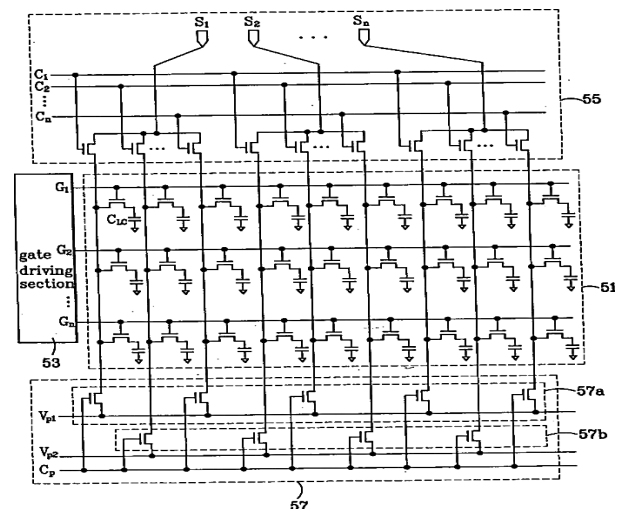 S1 S2 ... Sn
C1
C2
⋮
Cn
55
G1
CLC
gate
driving
section
⋮
G2
51
Gn
53
57a
Vp1
57b
Vp2
Cp
57